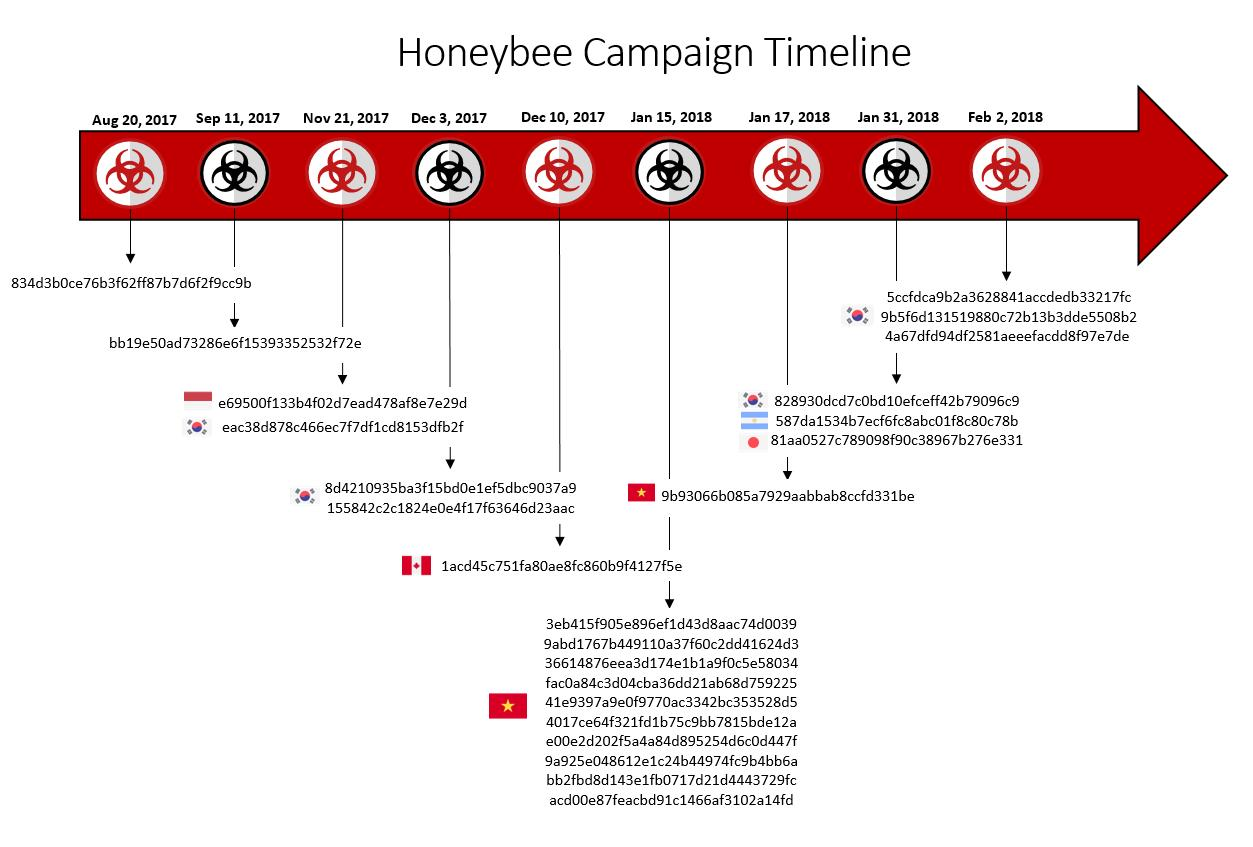 Honeybee Campaign Timeline
Aug 20, 2017
Sep 11, 2017
Nov 21, 2017
Dec 3, 2017
Dec 10, 2017
Jan 15, 2018
Jan 17, 2018
Jan 31, 2018
Feb 2, 2018
834d3b0ce76b3f62ff87b7d6f2f9cc9b
bb19e50ad73286e6f15393352532f72e
e69500f133b4f02d7ead478af8e7e29d
eac38d878c466ec7f7df1cd8153dfb2f
8d4210935ba3f15bd0e1ef5dbc9037a9
155842c2c1824e0e4f17f63646d23aac
1acd45c751fa80ae8fc860b9f4127f5e
3eb415f905e896ef1d43d8aac74d0039
9abd1767b449110a37f60c2dd41624d3
36614876eea3d174e1b1a9f0c5e58034
fac0a84c3d04cba36dd21ab68d759225
41e9397a9e0f9770ac3342bc353528d5
4017ce64f321fd1b75c9bb7815bde12a
e00e2d202f5a4a84d895254d6c0d447f
9a925e048612e1c24b44974fc9b4bb6a
bb2fbd8d143e1fb0717d21d4443729fc
acd00e87feacbd91c1466af3102a14fd
9b93066b085a7929aabbab8ccfd331be
828930dcd7c0bd10efceff42b79096c9
587da1534b7ecf6fc8abc01f8c80c78b
81aa0527c789098f90c38967b276e331
5ccfdca9b2a3628841accdedb33217fc
9b5f6d131519880c72b13b3dde5508b2
4a67dfd94df2581aeeefacdd8f97e7de